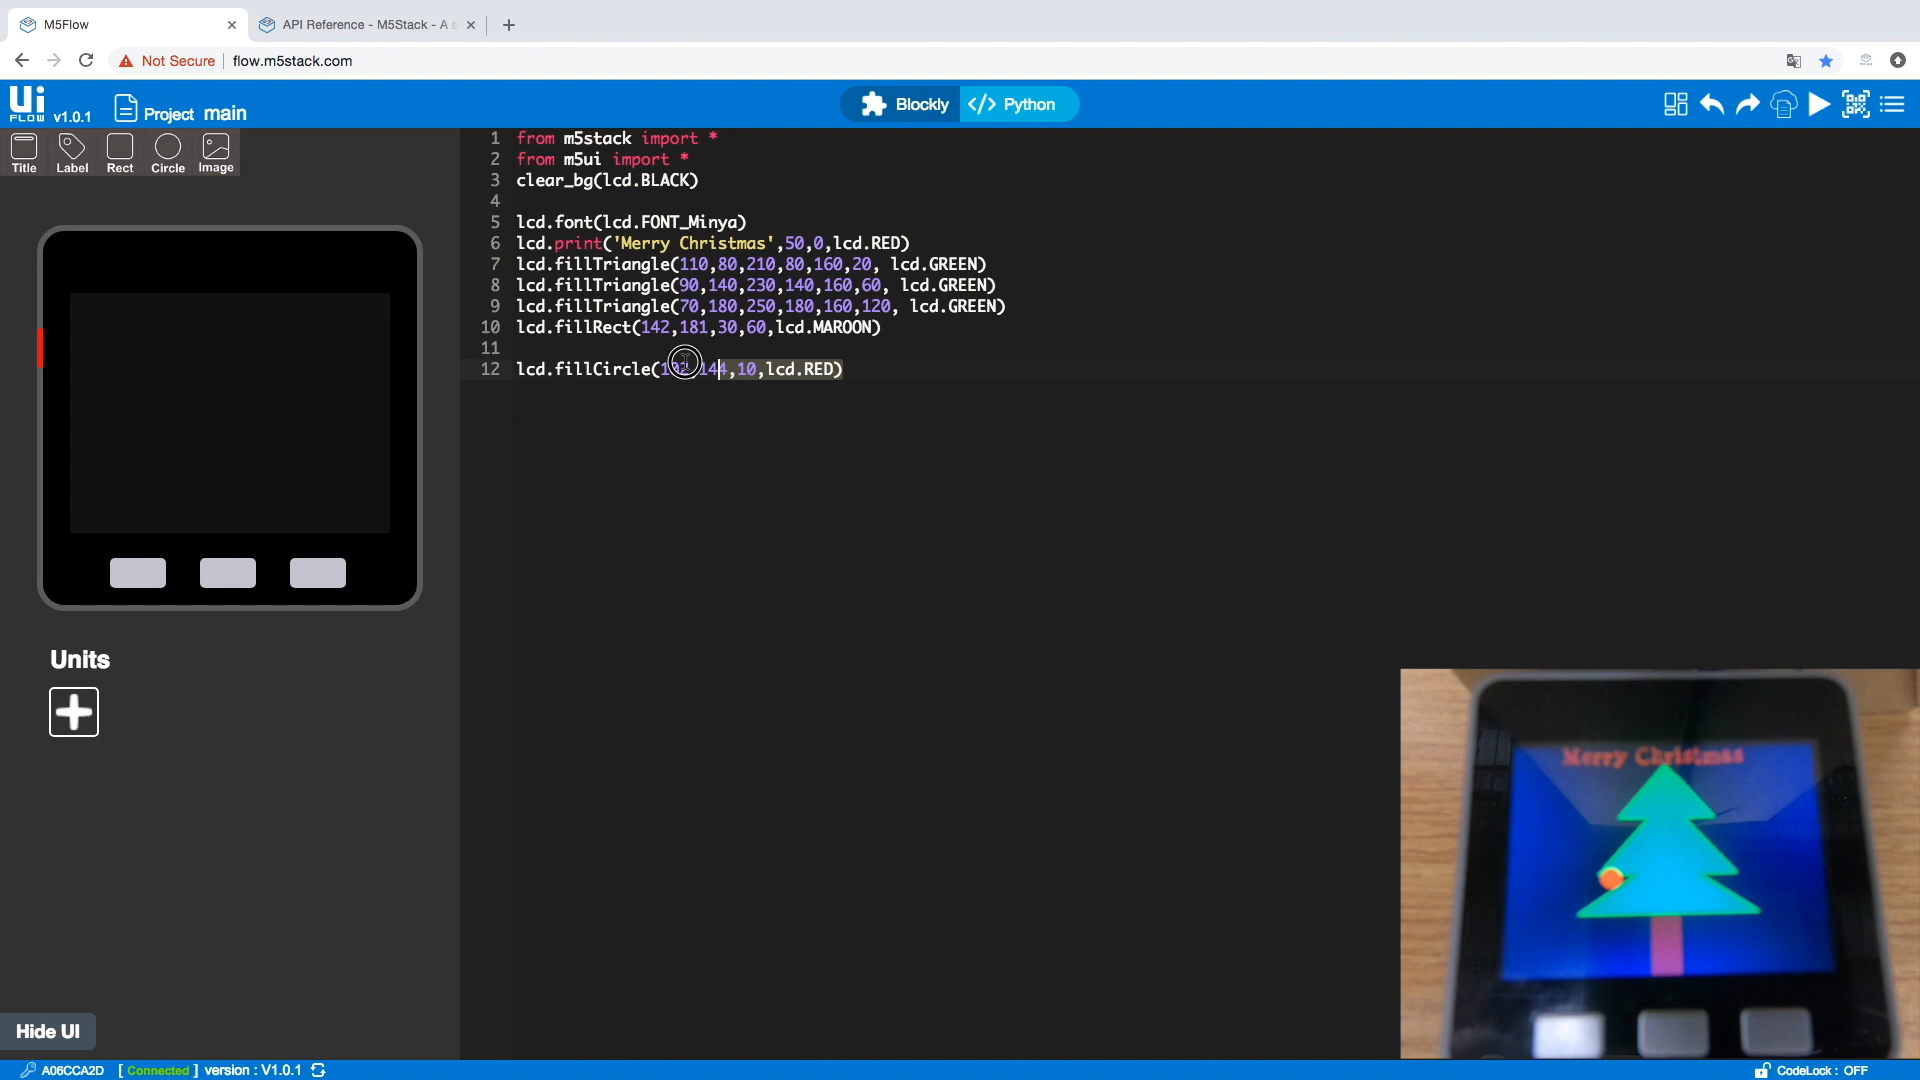 M5Flow
API Reference - M5Stack - A s
Not Secure
flow.m5stack.com
Ui
FLOW
v1.0.1
Project main
Blockly
</> Python
Title
Label
Rect
Circle
Image
1 from m5stack import *
2 from m5ui import *
3 clear_bg(lcd.BLACK)
4
5 lcd.font(lcd.FONT_Minya)
6 lcd.print('Merry Christmas',50,0,lcd.RED)
7 lcd.fillTriangle(110,80,210,80,160,20, lcd.GREEN)
8 lcd.fillTriangle(90,140,230,140,160,60, lcd.GREEN)
9 lcd.fillTriangle(70,180,250,180,160,120, lcd.GREEN)
10 lcd.fillRect(142,181,30,60,lcd.MAROON)
11
12 lcd.fillCircle(102,144,10,lcd.RED)
Units
Merry Christmas
Hide UI
A06CCA2D [ Connected ] version : V1.0.1
CodeLock : OFF